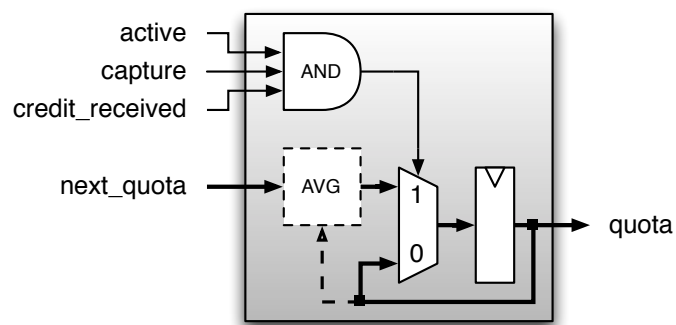 active
capture
credit_received
AND
next_quota
AVG
1
0
quota